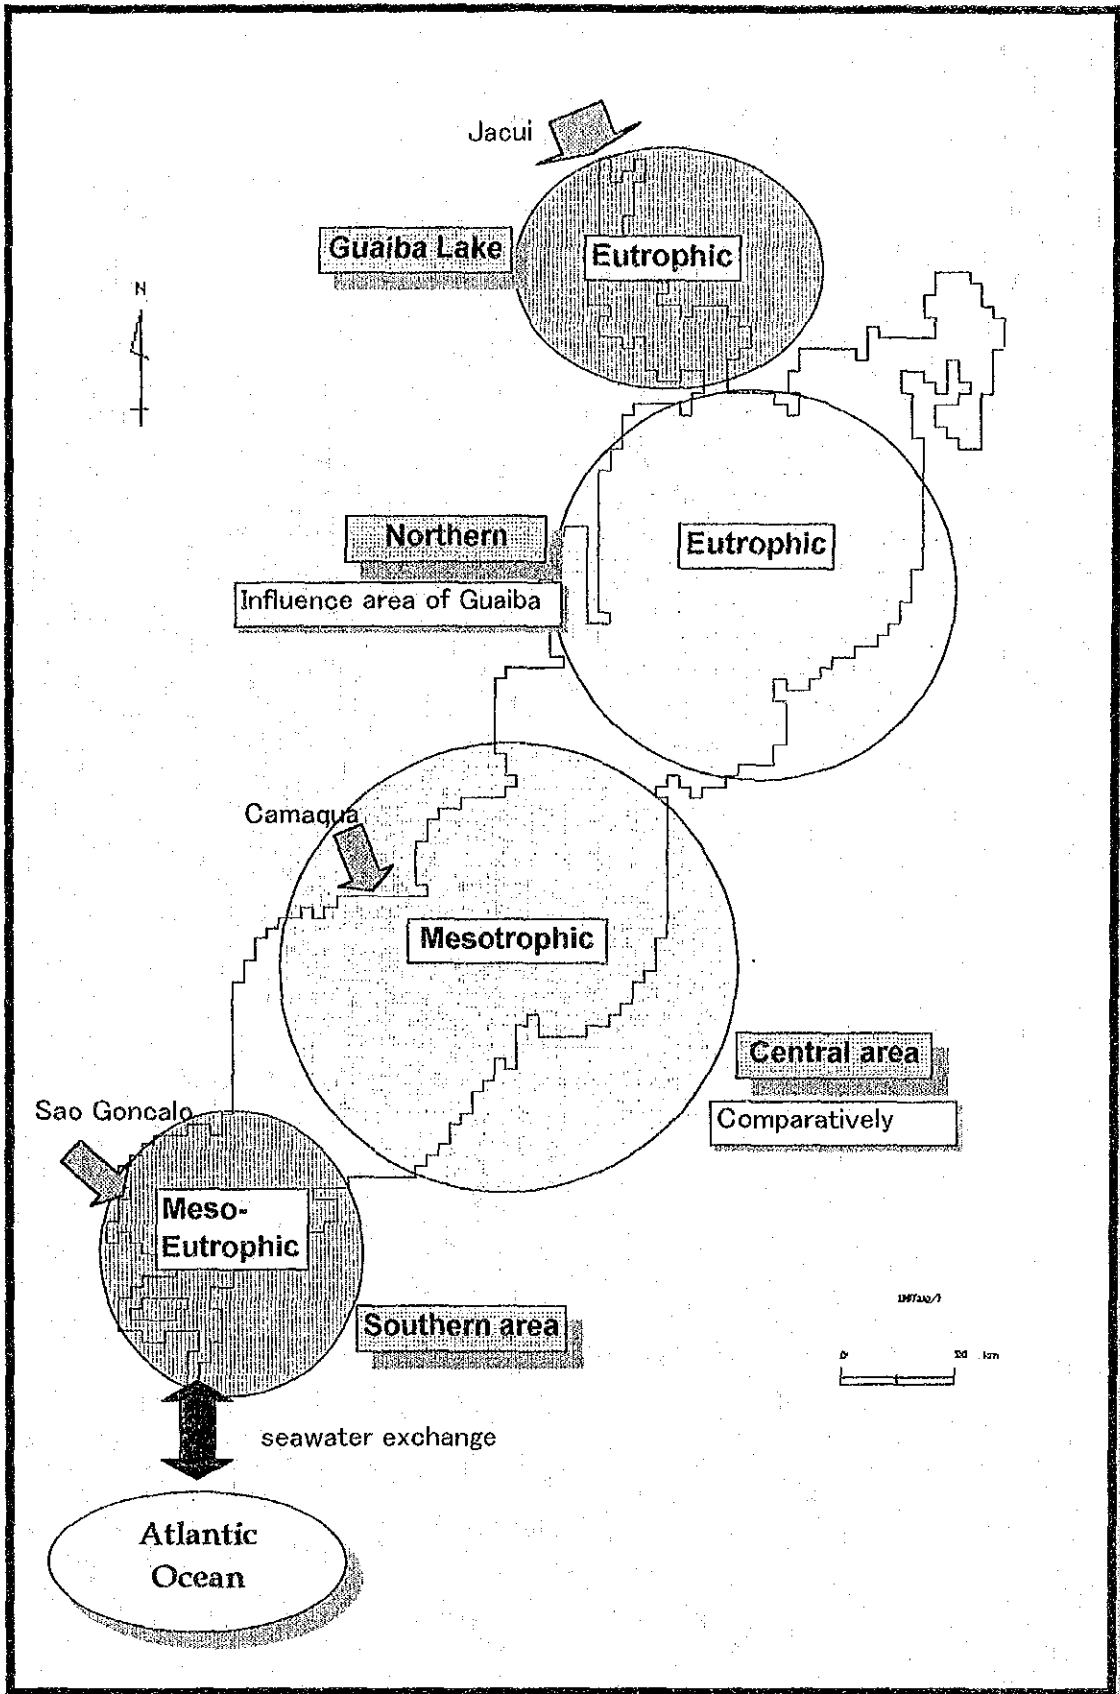 Jacui
Guaiba Lake
Eutrophic
N
Northern
Influence area of Guaiba
Eutrophic
Camaqua
Mesotrophic
Central area
Comparatively
Sao Goncalo
Meso-
Eutrophic
Southern area
0
km
seawater exchange
Atlantic
Ocean